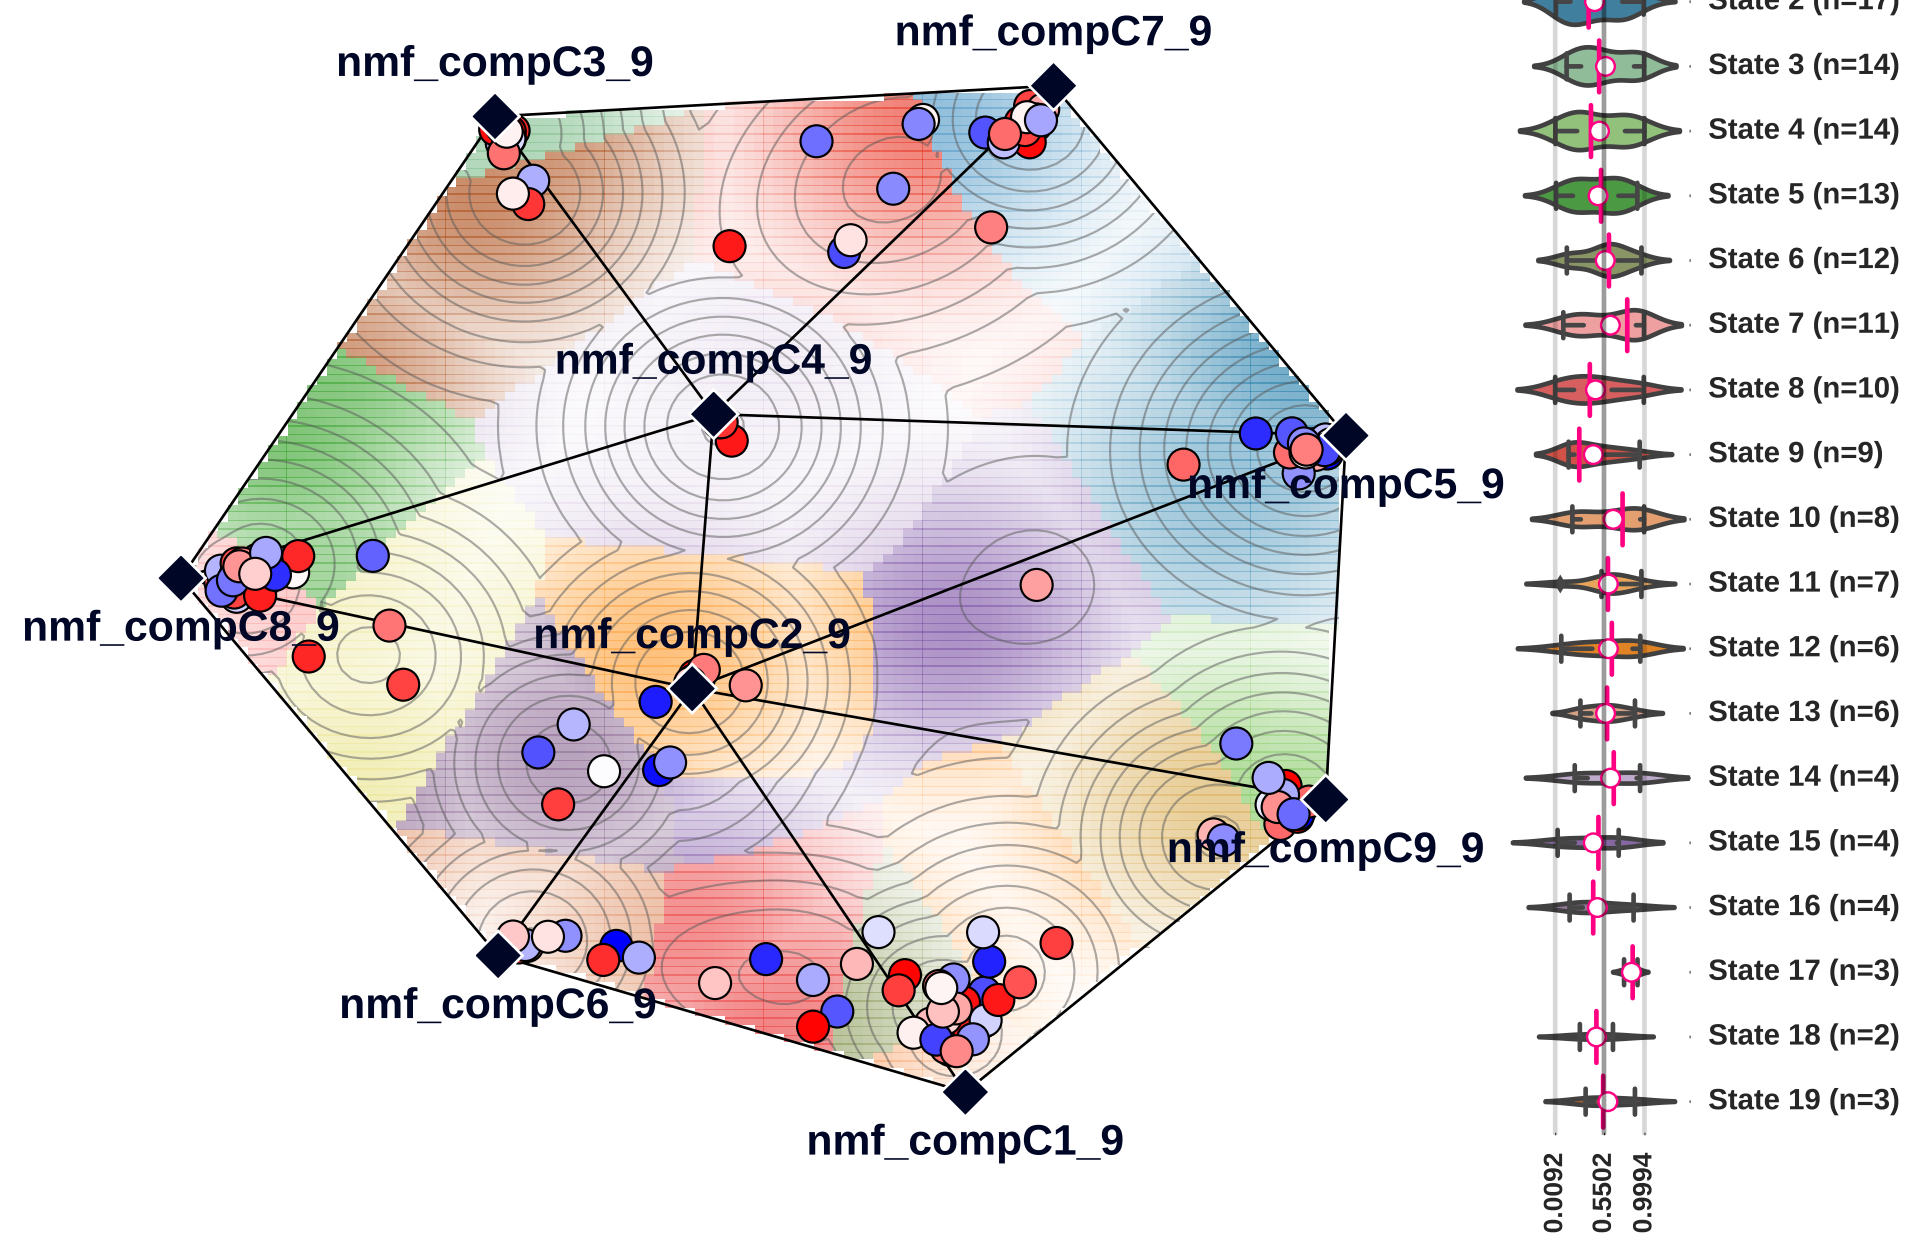 nmf_compC7_9
nmf_compC3_9
nmf_compC4_9
nmf_compC5_9
nmf_compC8_9
nmf_compC2_9
nmf_compC9_9
nmf_compC6_9
nmf_compC1_9
State 2 (n=17)
State 3 (n=14)
State 4 (n=14)
State 5 (n=13)
State 6 (n=12)
State 7 (n=11)
State 8 (n=10)
State 9 (n=9)
State 10 (n=8)
State 11 (n=7)
State 12 (n=6)
State 13 (n=6)
State 14 (n=4)
State 15 (n=4)
State 16 (n=4)
State 17 (n=3)
State 18 (n=2)
State 19 (n=3)
0.0092
0.5502
0.9994